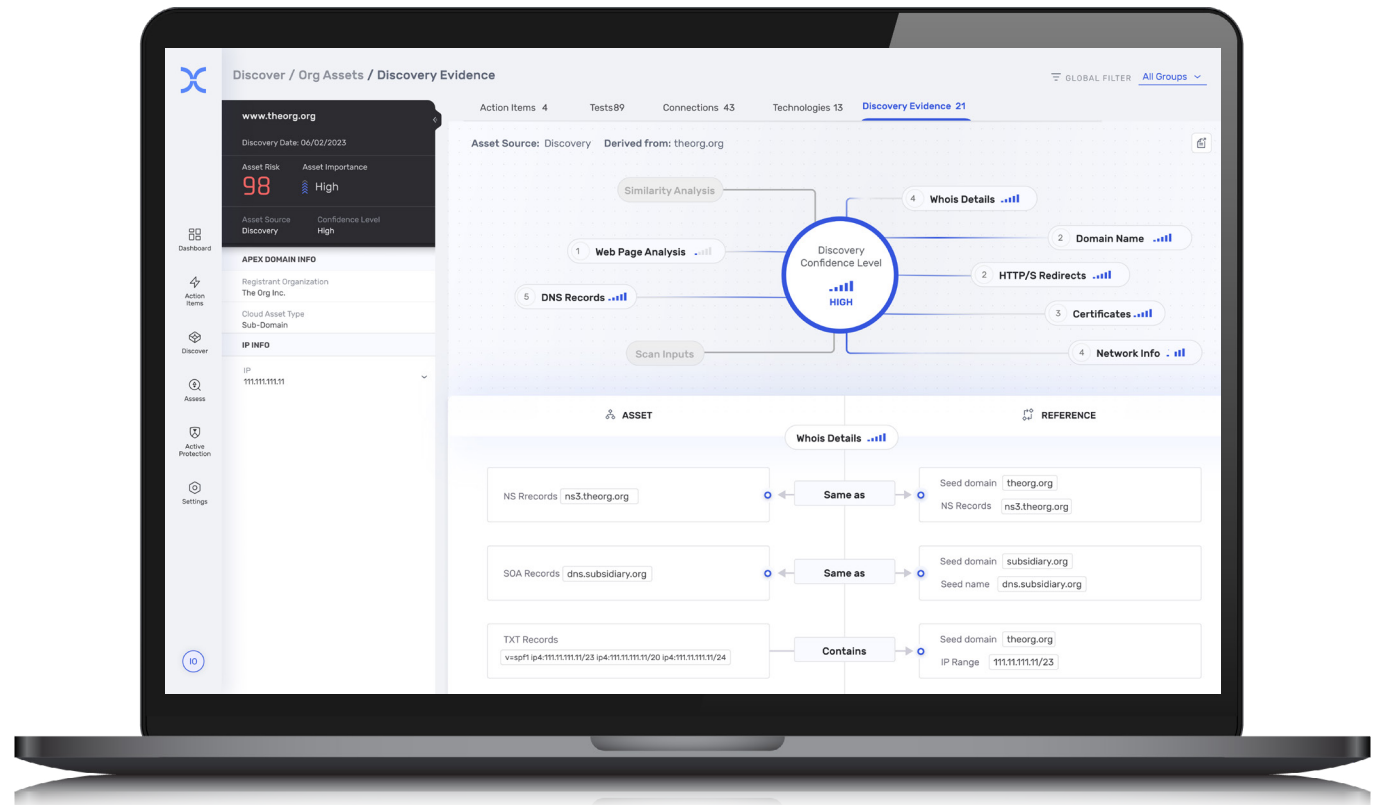 Discover / Org Assets / Discovery Evidence
GLOBAL FILTER All Groups
www.theorg.org
Discovery Date: 06/02/2023
Asset Risk Asset Importance
98 High
Asset Source Confidence Level
Discovery High
APEX DOMAIN INFO
Registrant Organization
The Org Inc.
Cloud Asset Type
Sub-Domain
IP INFO
IP
111.111.111.11
Dashboard
Action
Items
Discover
Assess
Active
Protection
Settings
IO
Action Items 4 Tests89 Connections 43 Technologies 13 Discovery Evidence 21
Asset Source: Discovery Derived from: theorg.org
Similarity Analysis
4 Whois Details
1 Web Page Analysis
2 Domain Name
Discovery
Confidence Level
HIGH
2 HTTP/S Redirects
5 DNS Records
3 Certificates
Scan Inputs
4 Network Info
ASSET REFERENCE
Whois Details
NS Rrecords ns3.theorg.org
Same as
Seed domain theorg.org
NS Records ns3.theorg.org
SOA Records dns.subsidiary.org
Same as
Seed domain subsidiary.org
Seed name dns.subsidiary.org
TXT Records
v=spf1 ip4:111.11.111.111/23 ip4:111.11.111.111/20 ip4:111.11.111.111/24
Contains
Seed domain theorg.org
IP Range 111.11.111.11/23